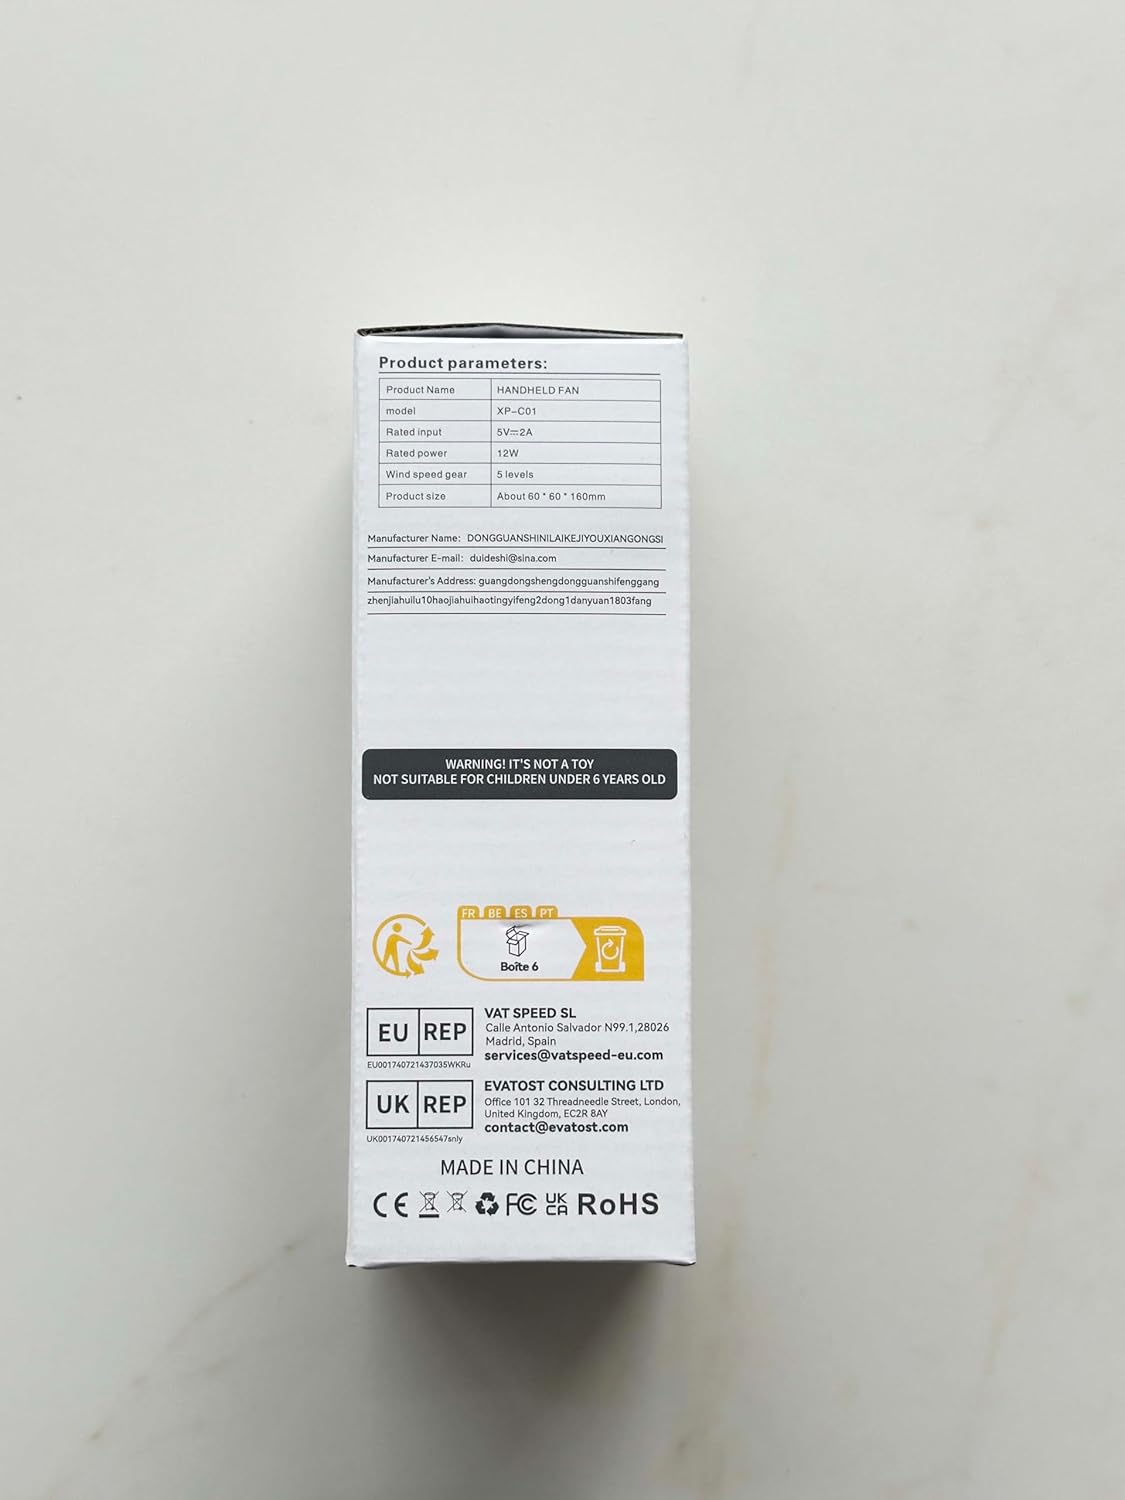 Product parameters:
Product Name HANDHELD FAN
model XP-C01
Rated input 5V⎓2A
Rated power 12W
Wind speed gear 5 levels
Product size About 60 * 60 * 160mm
Manufacturer Name: DONGGUANSHINILAIKEJIYOUXIANGONGSI
Manufacturer E-mail: duideshi@sina.com
Manufacturer's Address: guangdongshengdongguanshifenggang
zhenjiahuilu10haojiahuihaotingyifeng2dong1danyuan1803fang
WARNING! IT'S NOT A TOY
NOT SUITABLE FOR CHILDREN UNDER 6 YEARS OLD
FR BE ES PT
Boîte 6
EU REP
EU001740721437035WKRu
VAT SPEED SL
Calle Antonio Salvador N99.1,28026
Madrid, Spain
services@vatspeed-eu.com
UK REP
UK001740721456547snly
EVATOST CONSULTING LTD
Office 101 32 Threadneedle Street, London,
United Kingdom, EC2R 8AY
contact@evatost.com
MADE IN CHINA
CE FC UK CA RoHS